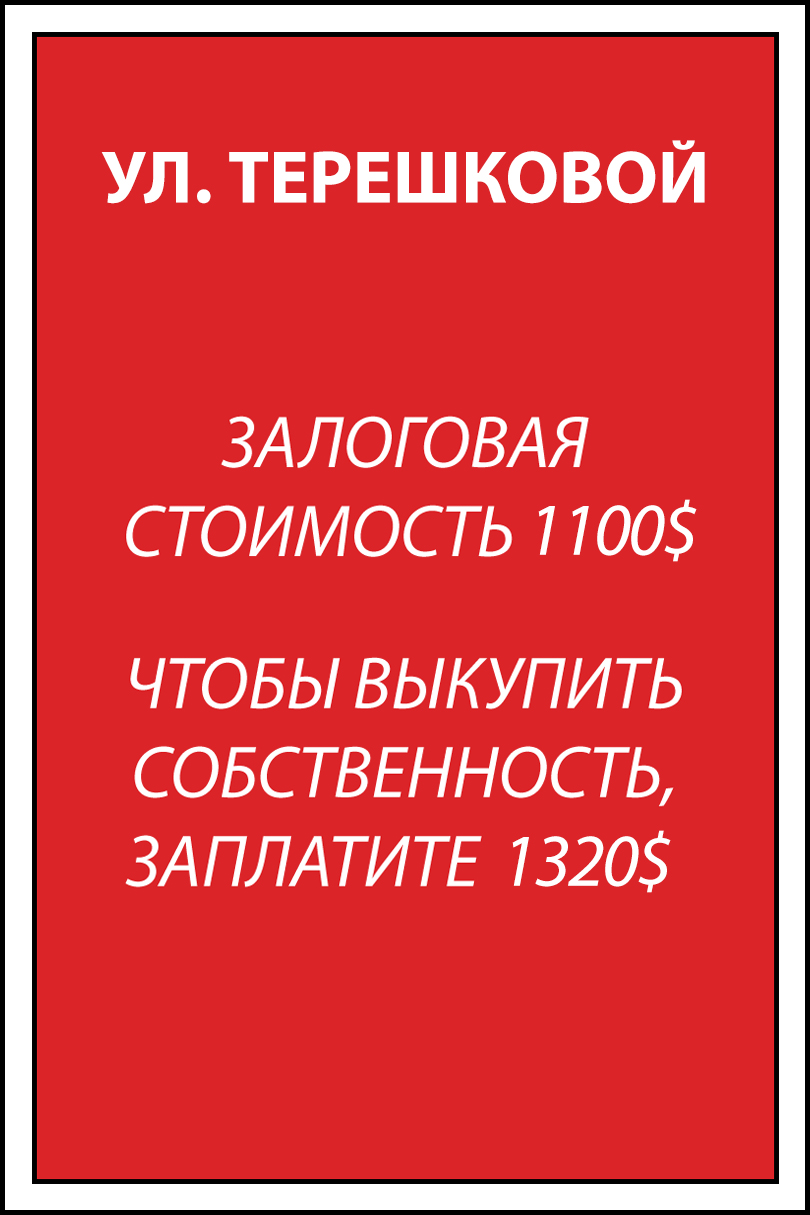 УЛ. ТЕРЕШКОВОЙ
ЗАЛОГОВАЯ
СТОИМОСТЬ 1100$
ЧТОБЫ ВЫКУПИТЬ
СОБСТВЕННОСТЬ,
ЗАПЛАТИТЕ 1320$